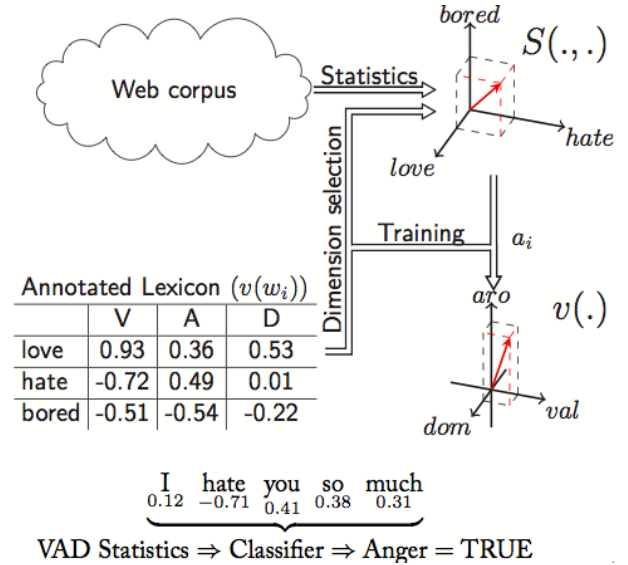 bored
S(.,.)
Statistics
Web corpus
hate
love
Dimension selection
Training
a_i
Annotated Lexicon (v(w_i))
aro
v(.)
V A D
love 0.93 0.36 0.53
hate -0.72 0.49 0.01
bored -0.51 -0.54 -0.22
val
dom
I hate you so much
0.12 −0.71 0.41 0.38 0.31
VAD Statistics ⇒ Classifier ⇒ Anger = TRUE